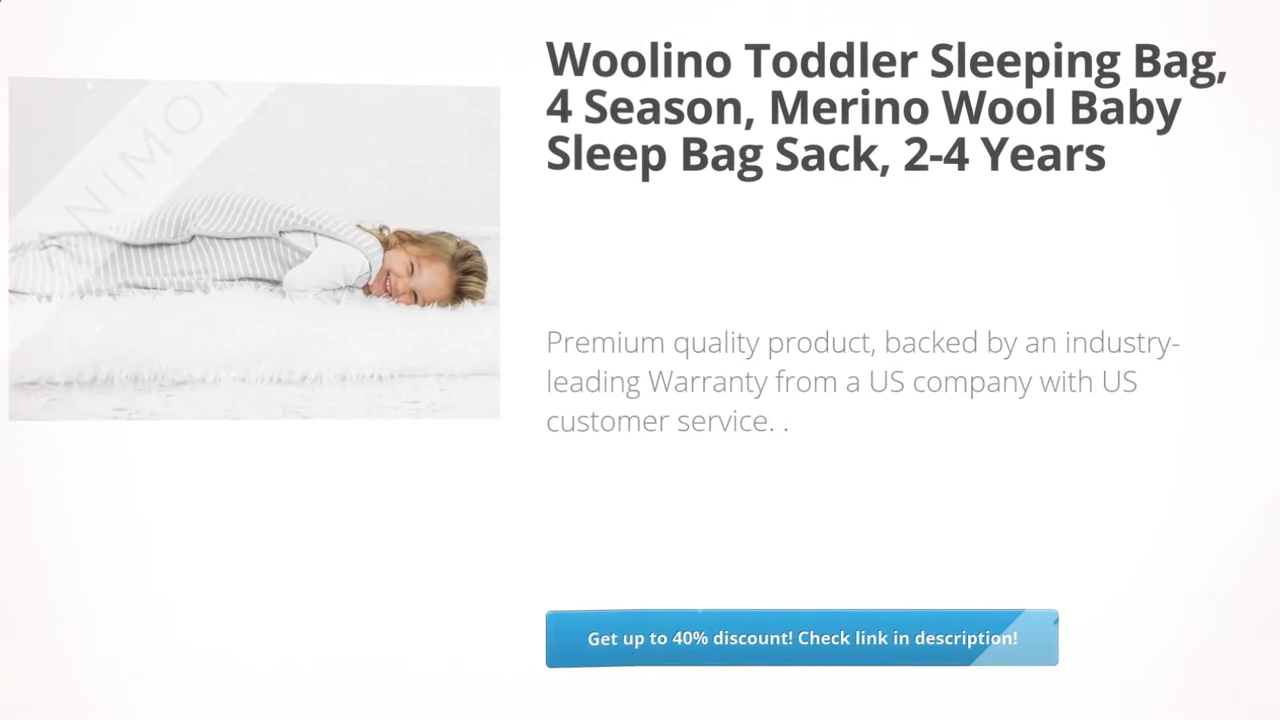 Woolino Toddler Sleeping Bag,
4 Season, Merino Wool Baby
Sleep Bag Sack, 2-4 Years
Premium quality product, backed by an industry-
leading Warranty from a US company with US
customer service. .
Get up to 40% discount! Check link in description!